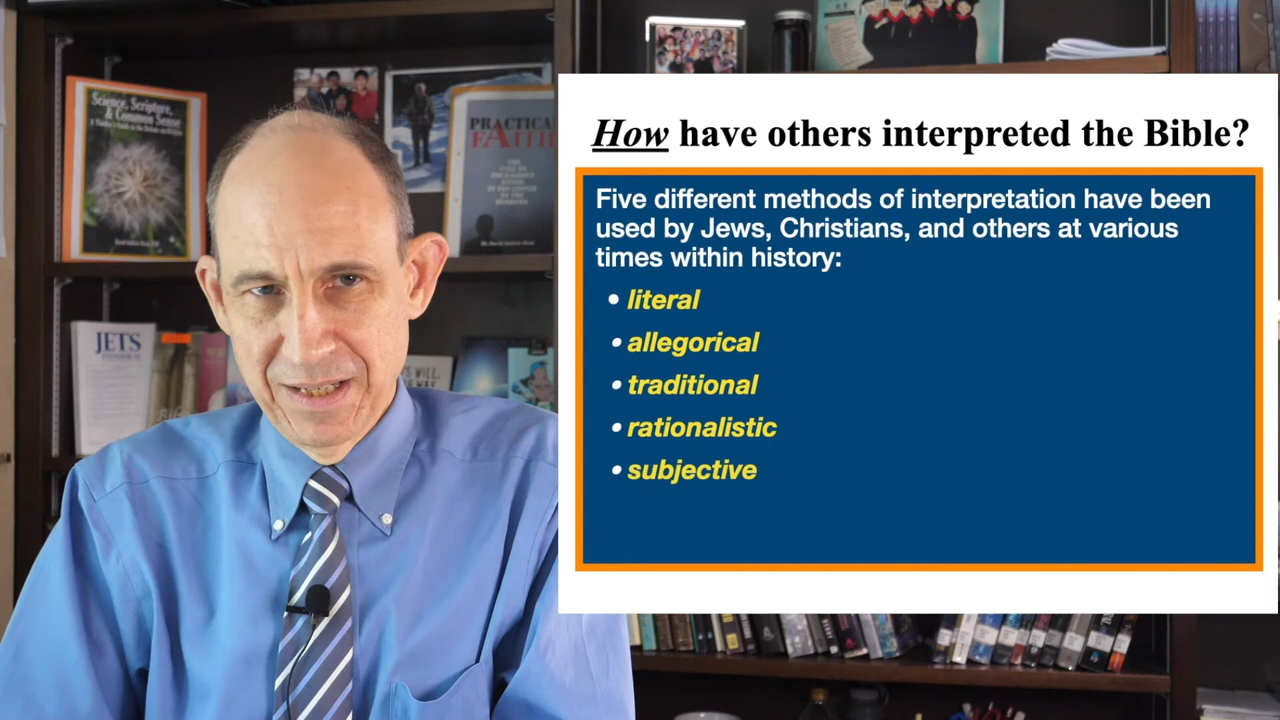 How have others interpreted the Bible?
Five different methods of interpretation have been
used by Jews, Christians, and others at various
times within history:
• literal
• allegorical
• traditional
• rationalistic
• subjective
Science, Scripture,
& Common Sense
PRACTICAL
FAITH
JETS